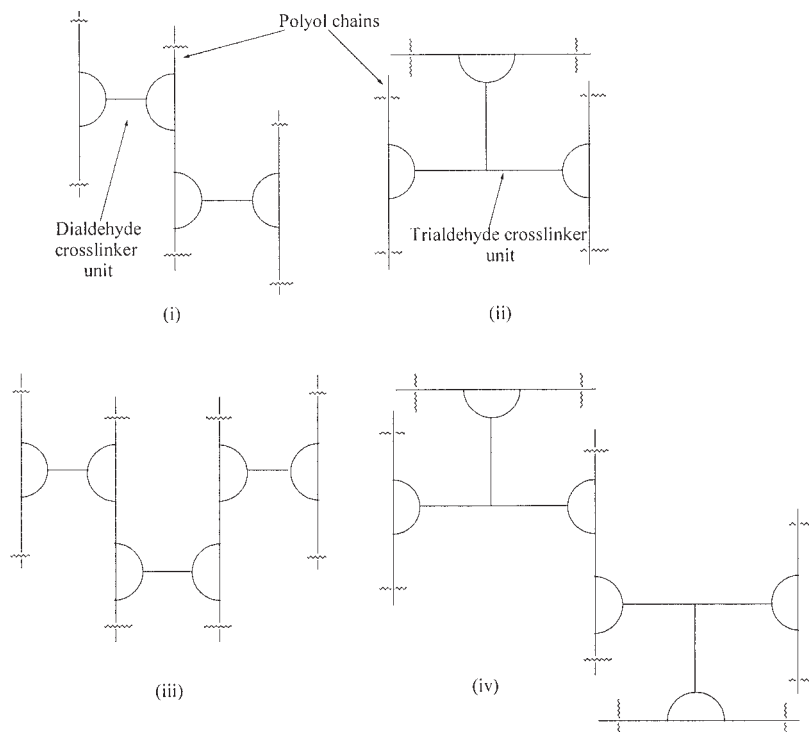 Polyol chains
Dialdehyde
crosslinker
unit
(i)
Trialdehyde crosslinker
unit
(ii)
(iii)
(iv)